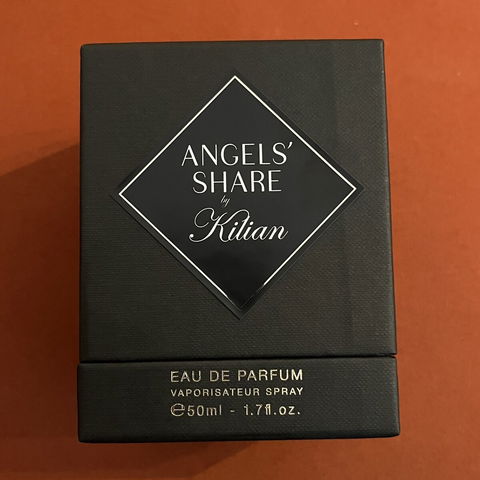 ANGELS’
SHARE
by
Kilian
EAU DE PARFUM
VAPORISATEUR SPRAY
℮50ml - 1.7fl.oz.